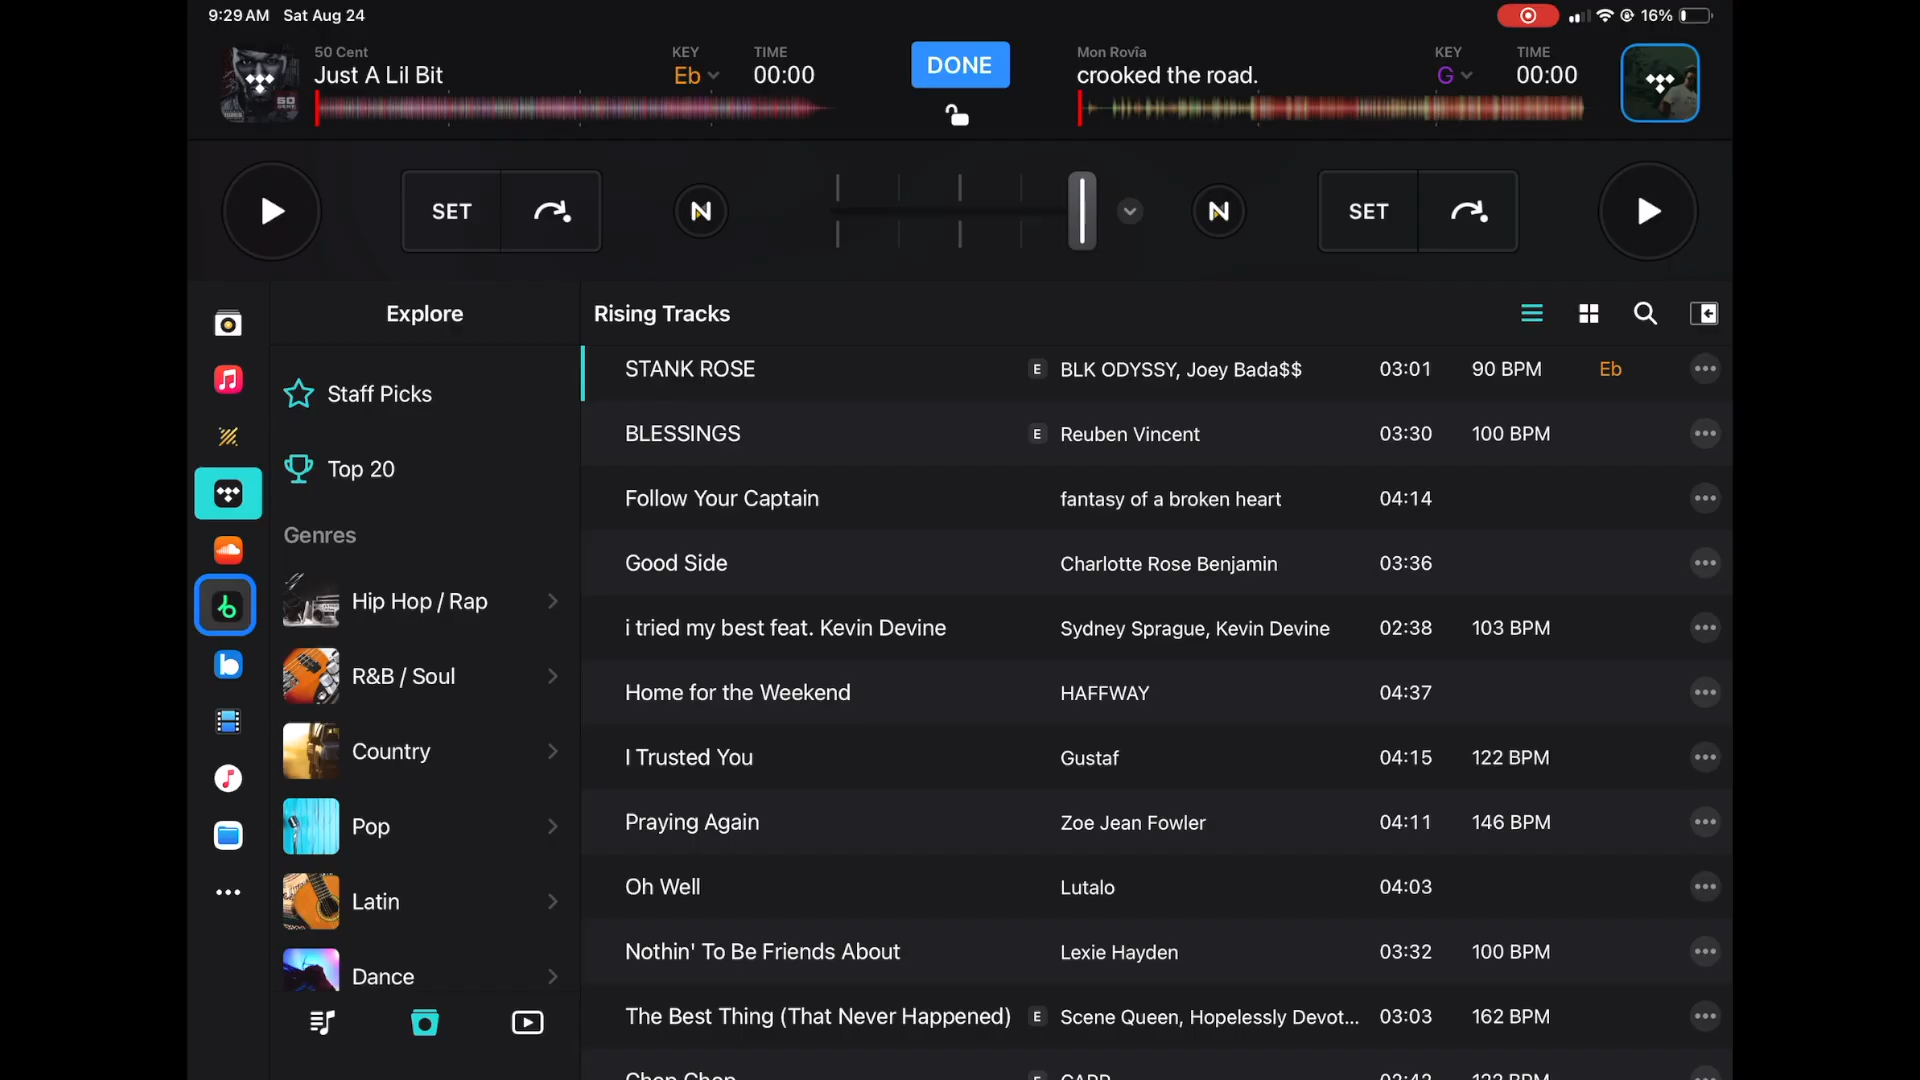 9:29 AM Sat Aug 24
16%
50 Cent
Just A Lil Bit
KEY
Eb
TIME
00:00
DONE
Mon Rovîa
crooked the road.
KEY
G
TIME
00:00
SET
SET
Explore
Rising Tracks
Staff Picks
Top 20
Genres
Hip Hop / Rap
R&B / Soul
Country
Pop
Latin
Dance
STANK ROSE E BLK ODYSSY, Joey Bada$$ 03:01 90 BPM Eb
BLESSINGS E Reuben Vincent 03:30 100 BPM
Follow Your Captain fantasy of a broken heart 04:14
Good Side Charlotte Rose Benjamin 03:36
i tried my best feat. Kevin Devine Sydney Sprague, Kevin Devine 02:38 103 BPM
Home for the Weekend HAFFWAY 04:37
I Trusted You Gustaf 04:15 122 BPM
Praying Again Zoe Jean Fowler 04:11 146 BPM
Oh Well Lutalo 04:03
Nothin' To Be Friends About Lexie Hayden 03:32 100 BPM
The Best Thing (That Never Happened) E Scene Queen, Hopelessly Devot... 03:03 162 BPM